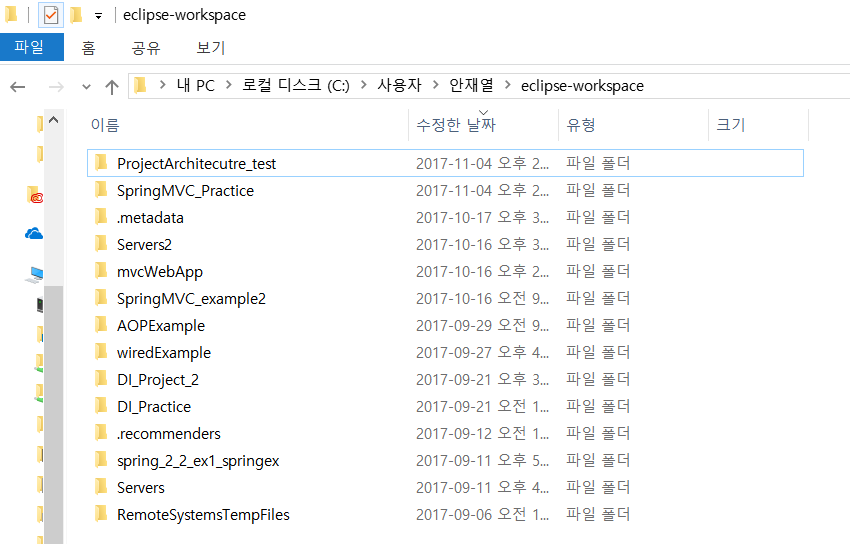 eclipse-workspace
파일 홈 공유 보기
내 PC 로컬 디스크 (C:) 사용자 안재열 eclipse-workspace
이름 수정한 날짜 유형 크기
ProjectArchitecutre_test 2017-11-04 오후 2... 파일 폴더
SpringMVC_Practice 2017-11-04 오후 2... 파일 폴더
.metadata 2017-10-17 오후 3... 파일 폴더
Servers2 2017-10-16 오후 3... 파일 폴더
mvcWebApp 2017-10-16 오후 2... 파일 폴더
SpringMVC_example2 2017-10-16 오전 9... 파일 폴더
AOPExample 2017-09-29 오전 9... 파일 폴더
wiredExample 2017-09-27 오후 4... 파일 폴더
DI_Project_2 2017-09-21 오후 3... 파일 폴더
DI_Practice 2017-09-21 오전 1... 파일 폴더
.recommenders 2017-09-12 오전 1... 파일 폴더
spring_2_2_ex1_springex 2017-09-11 오후 5... 파일 폴더
Servers 2017-09-11 오후 4... 파일 폴더
RemoteSystemsTempFiles 2017-09-06 오전 1... 파일 폴더